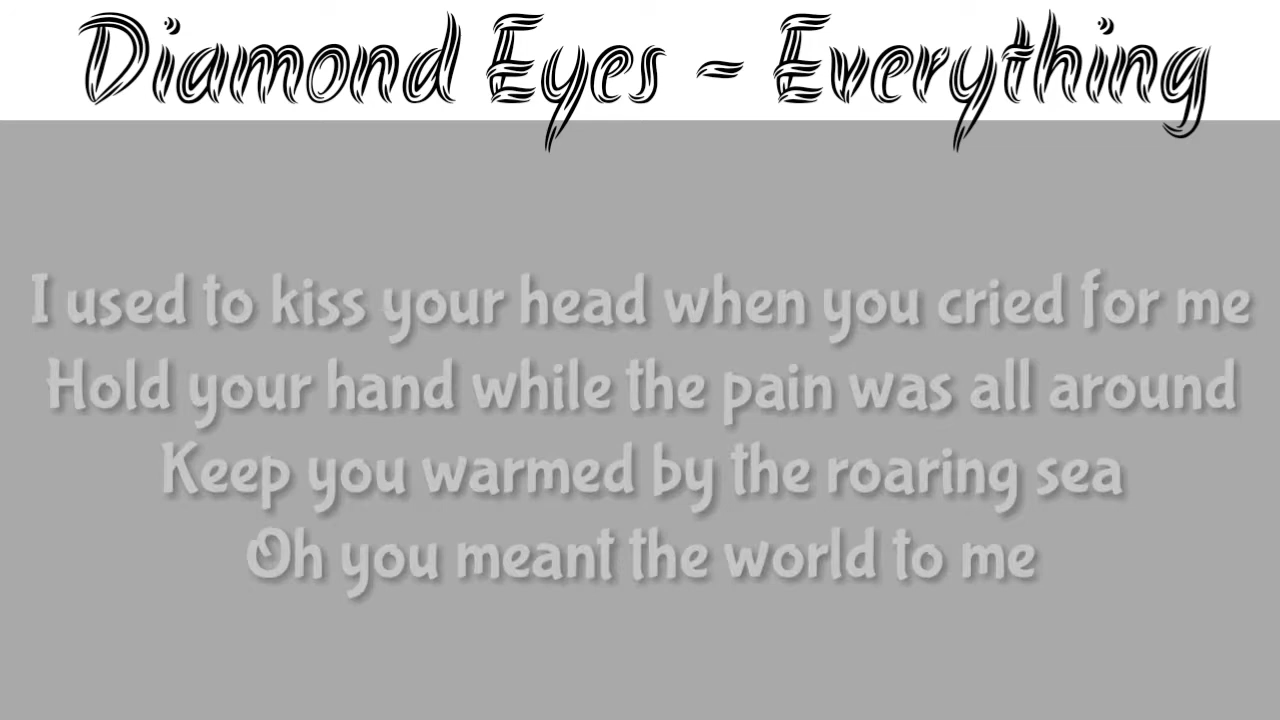 Diamond Eyes - Everything
I used to kiss your head when you cried for me
Hold your hand while the pain was all around
Keep you warmed by the roaring sea
Oh you meant the world to me